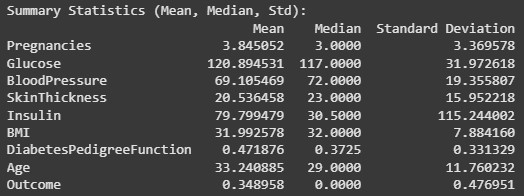 Summary Statistics (Mean, Median, Std):
Mean Median Standard Deviation
Pregnancies 3.845052 3.0000 3.369578
Glucose 120.894531 117.0000 31.972618
BloodPressure 69.105469 72.0000 19.355807
SkinThickness 20.536458 23.0000 15.952218
Insulin 79.799479 30.5000 115.244002
BMI 31.992578 32.0000 7.884160
DiabetesPedigreeFunction 0.471876 0.3725 0.331329
Age 33.240885 29.0000 11.760232
Outcome 0.348958 0.0000 0.476951